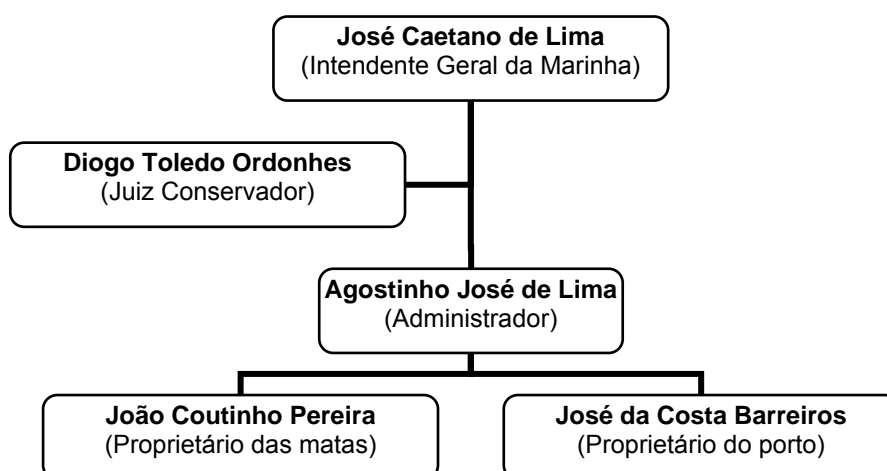 José Caetano de Lima
(Intendente Geral da Marinha)
Diogo Toledo Ordonhes
(Juiz Conservador)
Agostinho José de Lima
(Administrador)
João Coutinho Pereira
(Proprietário das matas)
José da Costa Barreiros
(Proprietário do porto)